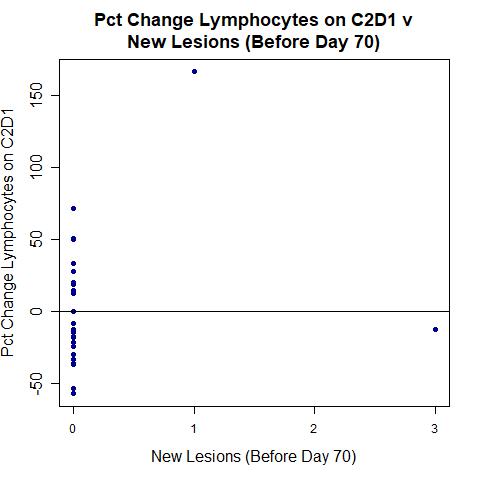 Pct Change Lymphocytes on C2D1 v
New Lesions (Before Day 70)
Pct Change Lymphocytes on C2D1
150
100
50
0
-50
0
1
2
3
New Lesions (Before Day 70)